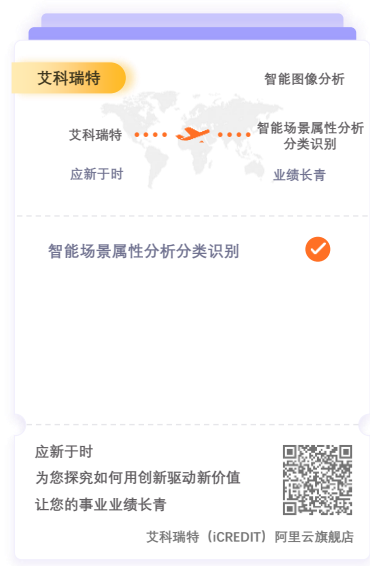 艾科瑞特
智能图像分析
艾科瑞特
智能场景属性分析
分类识别
应新于时
业绩长青
智能场景属性分析分类识别
应新于时
为您探究如何用创新驱动新价值
让您的事业业绩长青
艾科瑞特（iCREDIT）阿里云旗舰店